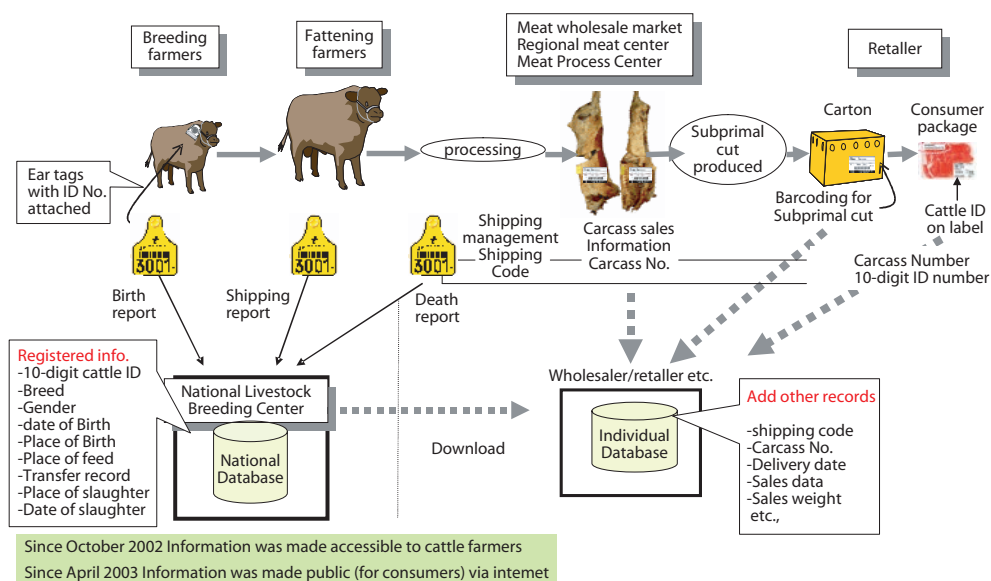 Breeding
farmers
Fattening
farmers
Meat wholesale market
Regional meat center
Meat Process Center
Retaller
Ear tags
with ID No.
attached
processing
Subprimal
cut
produced
Carton
Consumer
package
Barcoding for
Subprimal cut
Cattle ID
on label
3001-
3001-
3001-
Shipping
management
Shipping
Code
Carcass sales
Information
Carcass No.
Carcass Number
10-digit ID number
Birth
report
Shipping
report
Death
report
Registered info.
-10-digit cattle ID
-Breed
-Gender
-date of Birth
-Place of Birth
-Place of feed
-Transfer record
-Place of slaughter
-Date of slaughter
National Livestock
Breeding Center
National
Database
Download
Wholesaler/retailer etc.
Individual
Database
Add other records
-shipping code
-Carcass No.
-Delivery date
-Sales data
-Sales weight
etc.,
Since October 2002 Information was made accessible to cattle farmers
Since April 2003 Information was made public (for consumers) via intemet